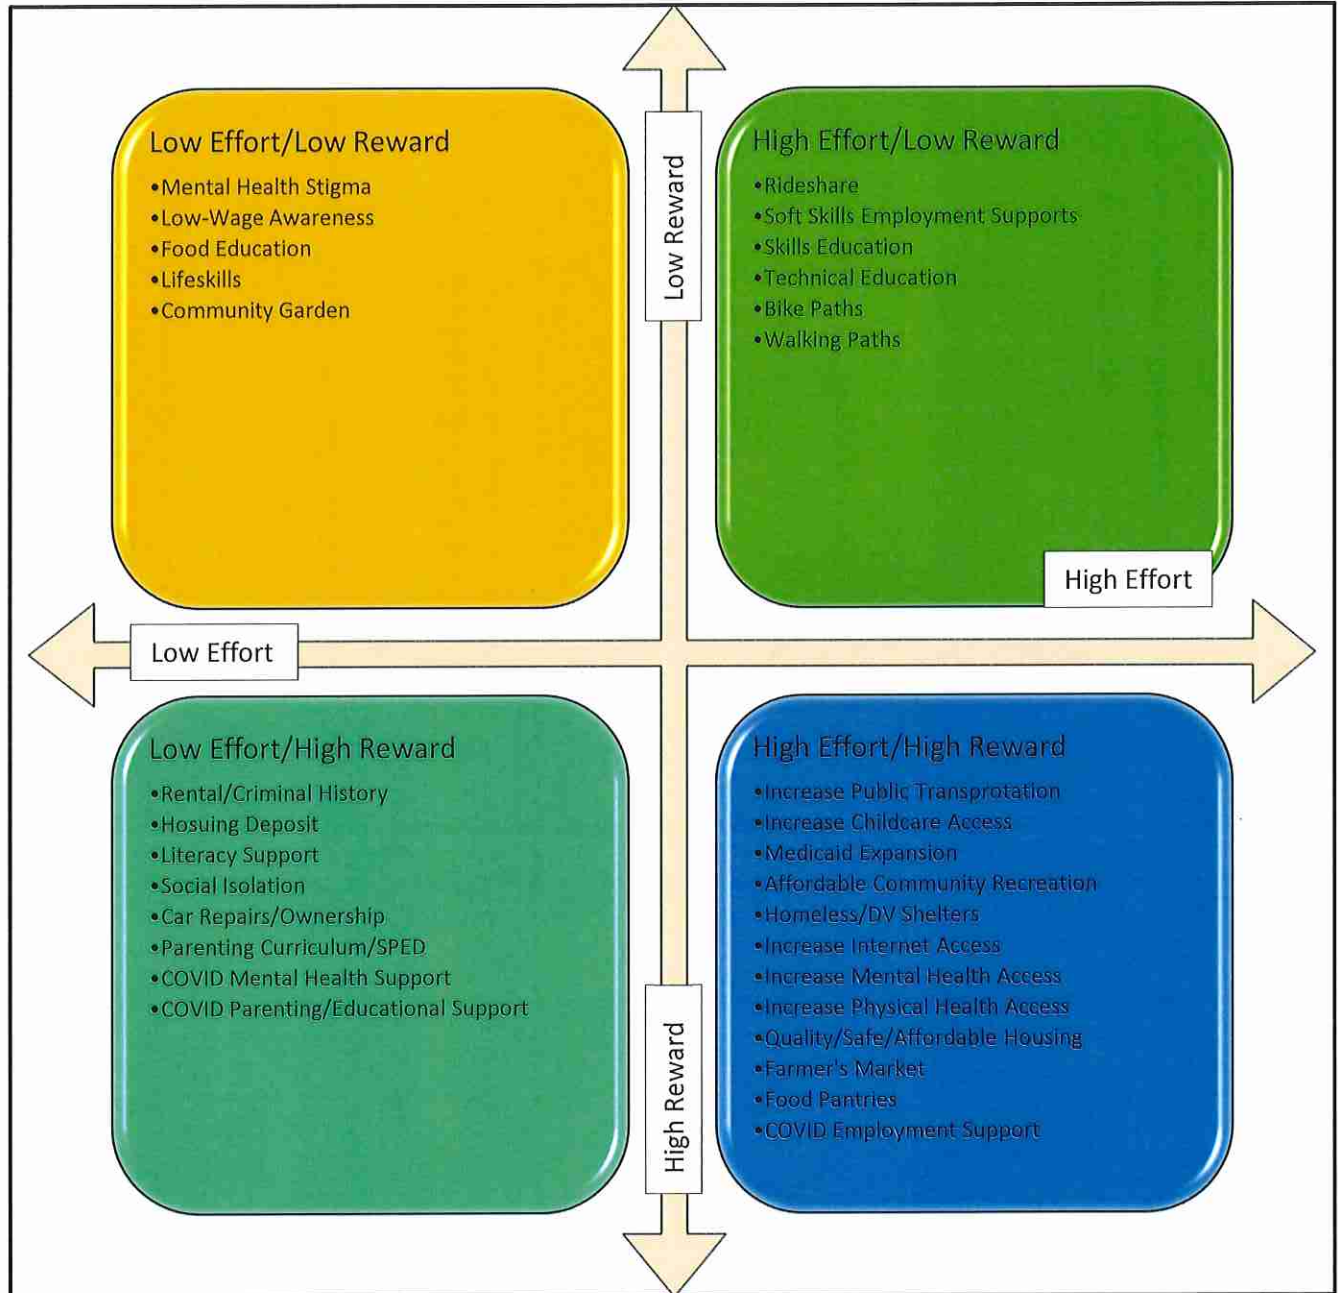 Low Effort/Low Reward
•Mental Health Stigma
•Low-Wage Awareness
•Food Education
•Lifeskills
•Community Garden
Low Reward
High Effort/Low Reward
•Rideshare
•Soft Skills Employment Supports
•Skills Education
•Technical Education
•Bike Paths
•Walking Paths
High Effort
Low Effort
Low Effort/High Reward
•Rental/Criminal History
•Hosuing Deposit
•Literacy Support
•Social Isolation
•Car Repairs/Ownership
•Parenting Curriculum/SPED
•COVID Mental Health Support
•COVID Parenting/Educational Support
High Reward
High Effort/High Reward
•Increase Public Transprotation
•Increase Childcare Access
•Medicaid Expansion
•Affordable Community Recreation
•Homeless/DV Shelters
•Increase Internet Access
•Increase Mental Health Access
•Increase Physical Health Access
•Quality/Safe/Affordable Housing
•Farmer's Market
•Food Pantries
•COVID Employment Support